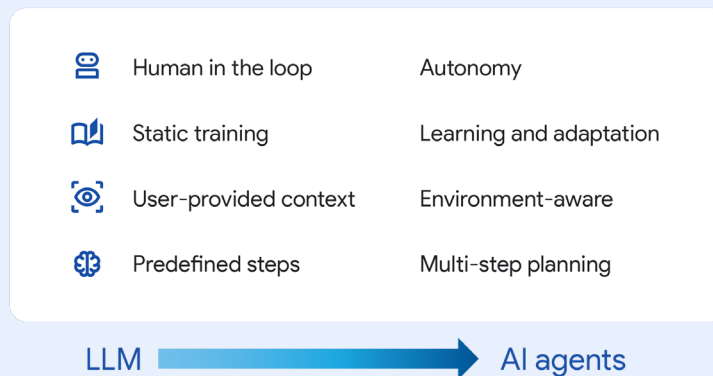 Human in the loop Autonomy
Static training Learning and adaptation
User-provided context Environment-aware
Predefined steps Multi-step planning
LLM AI agents